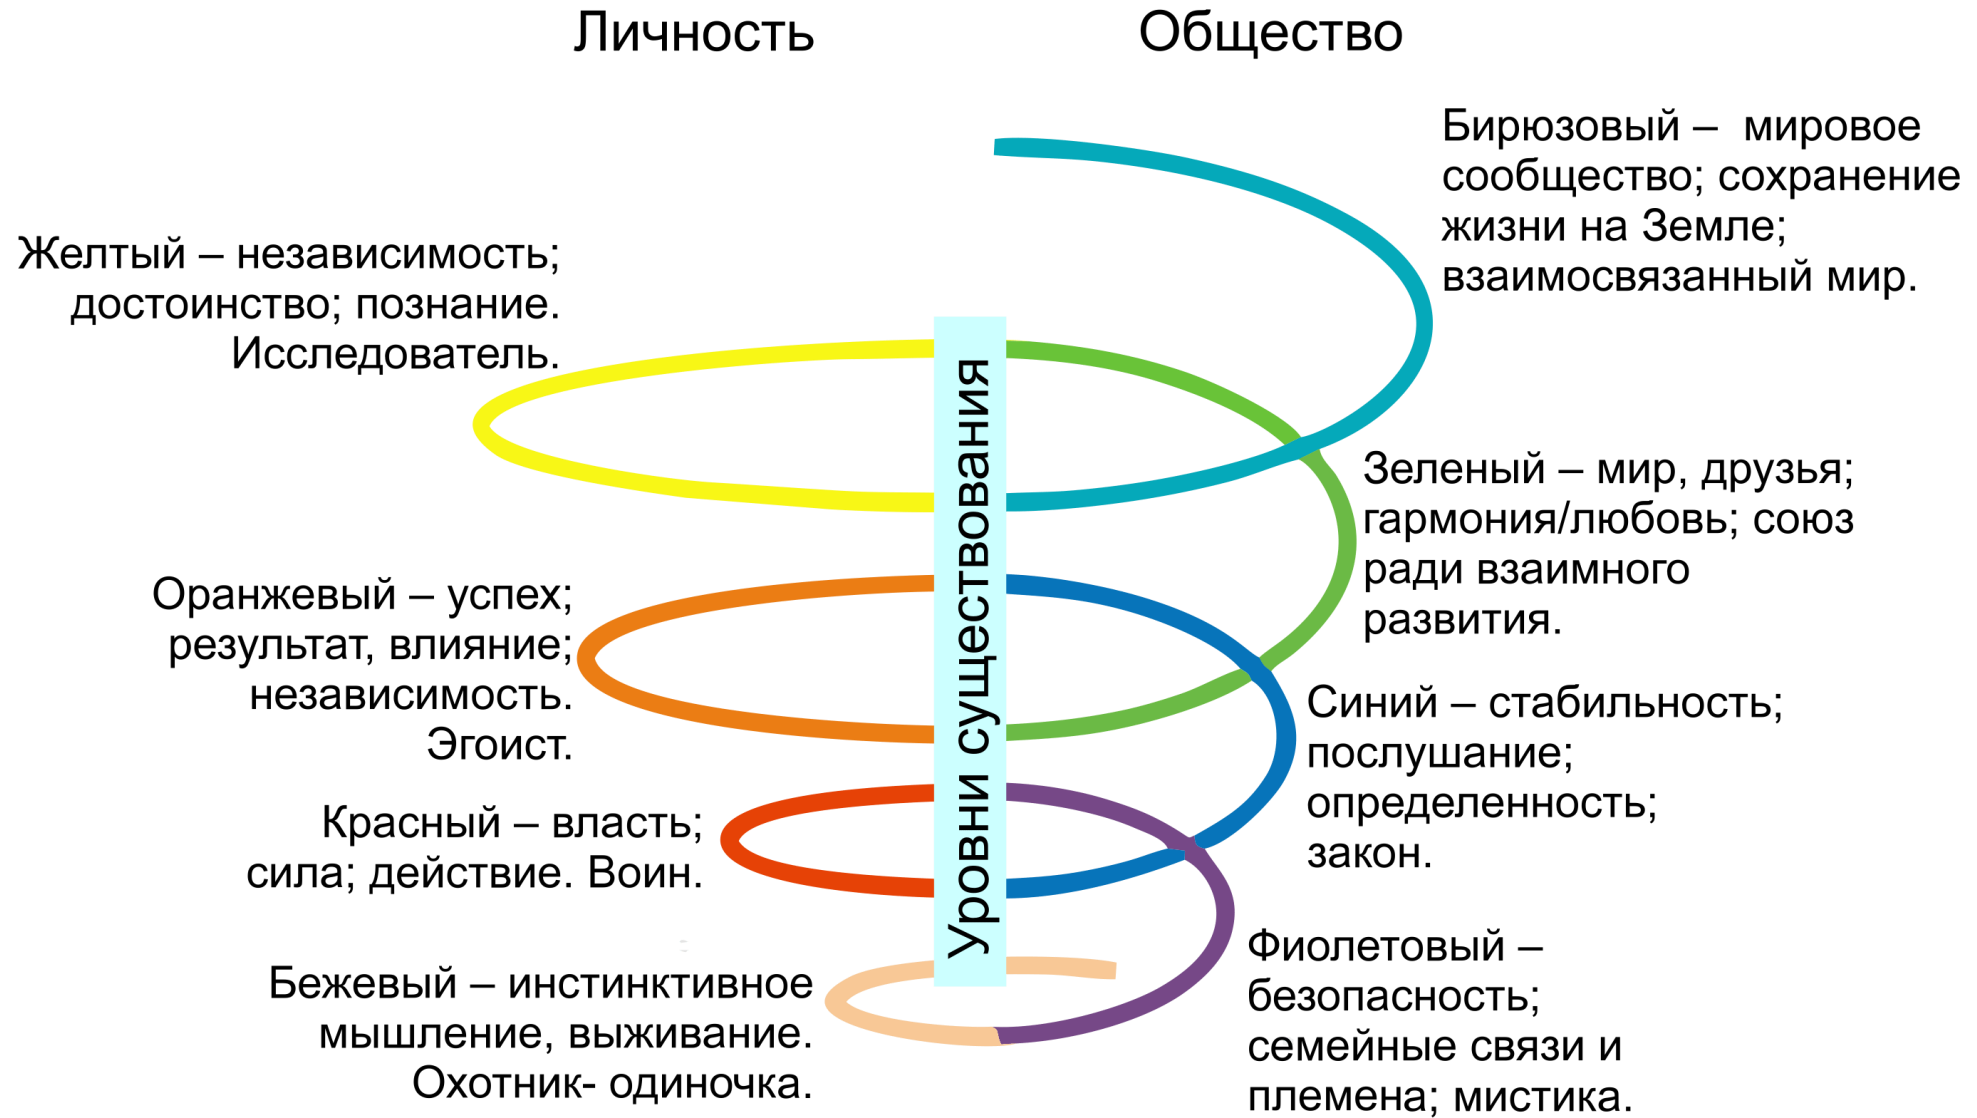 Личность
Общество
Бирюзовый – мировое
сообщество; сохранение
жизни на Земле;
взаимосвязанный мир.
Желтый – независимость;
достоинство; познание.
Исследователь.
Уровни существования
Зеленый – мир, друзья;
гармония/любовь; союз
ради взаимного
развития.
Оранжевый – успех;
результат, влияние;
независимость.
Эгоист.
Синий – стабильность;
послушание;
определенность;
закон.
Красный – власть;
сила; действие. Воин.
Фиолетовый –
безопасность;
семейные связи и
племена; мистика.
Бежевый – инстинктивное
мышление, выживание.
Охотник- одиночка.